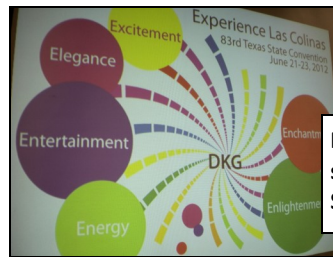 Experience Las Colinas
83rd Texas State Convention
June 21-23, 2012
Excitement
Elegance
Entertainment
Energy
DKG
Enchantm
Enlightenme